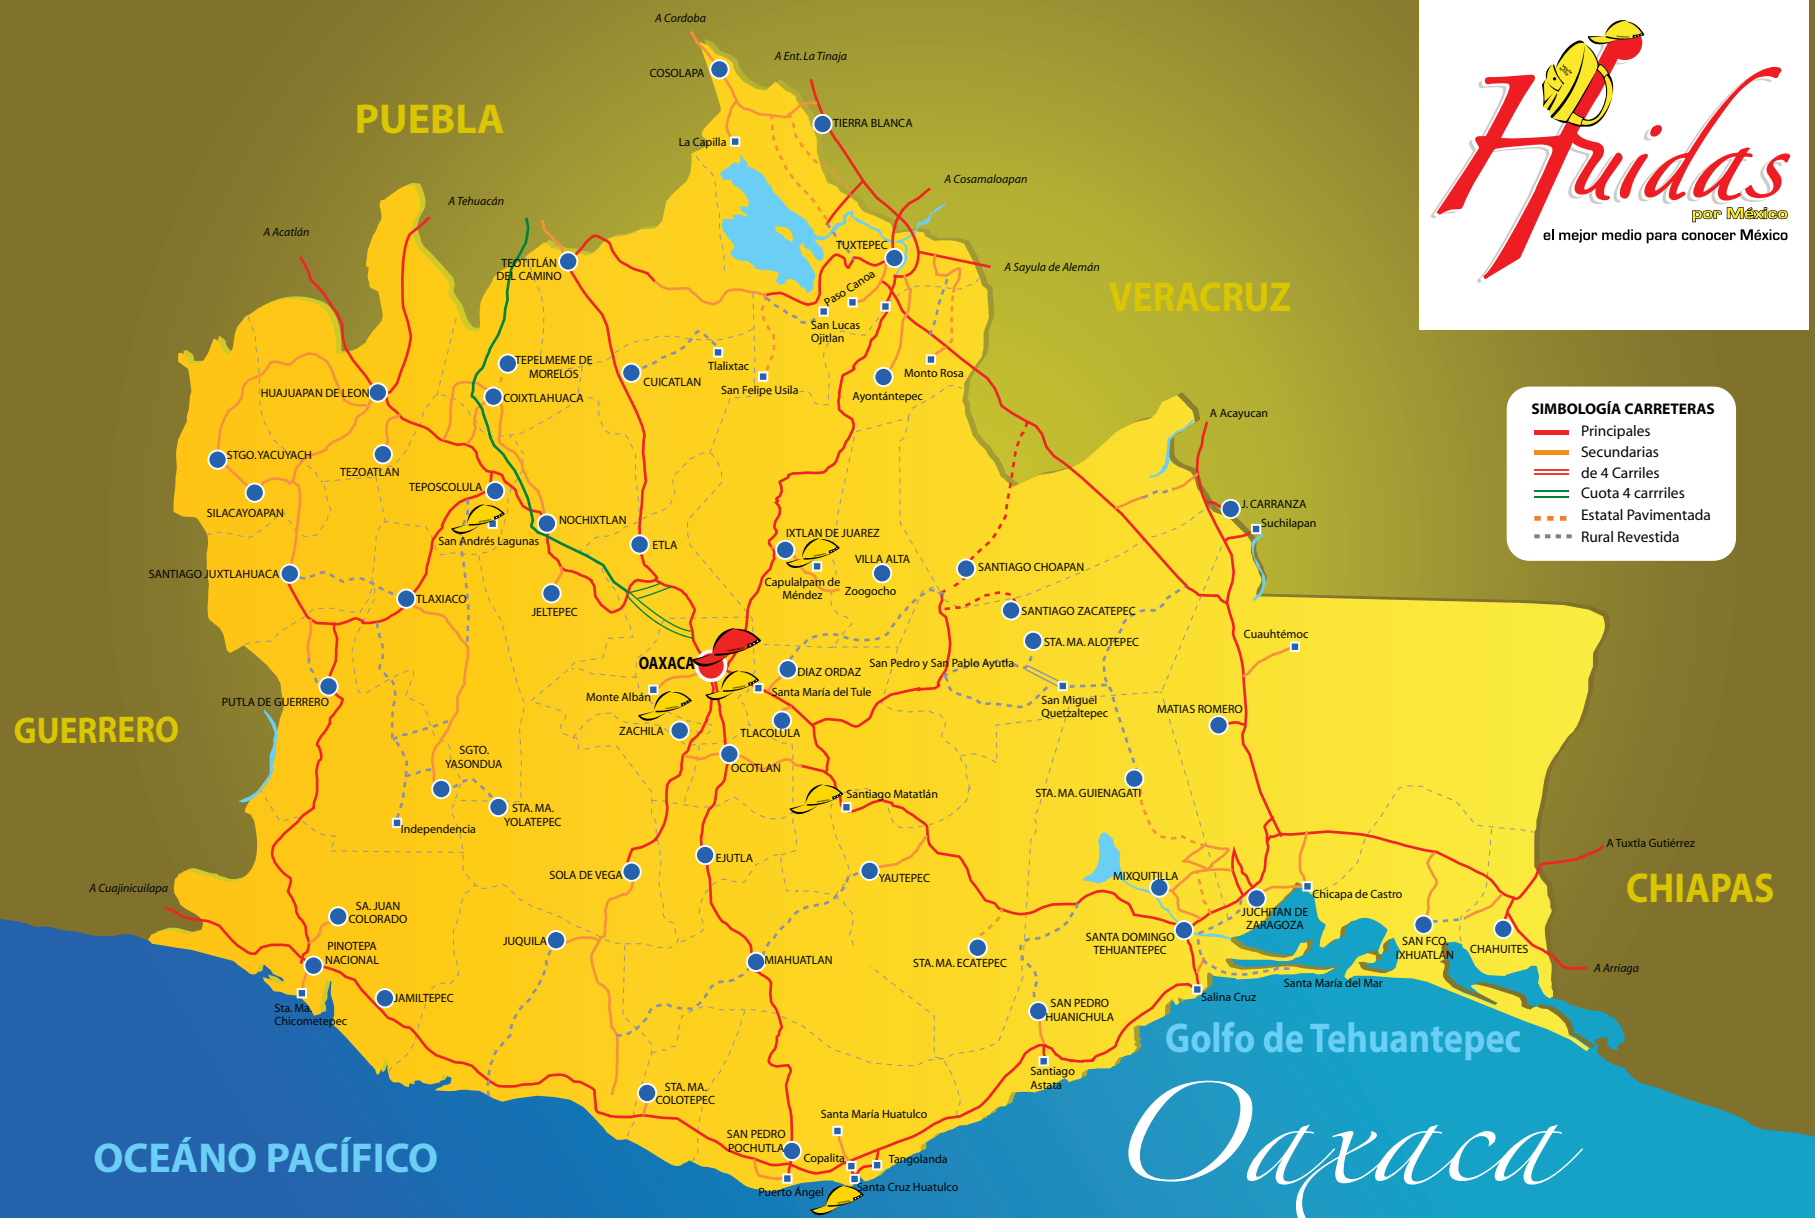 A Cordoba
A Ent. La Tinaja
COSOLAPA
PUEBLA
TIERRA BLANCA
La Capilla
A Cosamaloapan
A Tehuacán
A Acatlán
TUXTEPEC
TEOTITLÁN
DEL CAMINO
A Sayula de Alemán
Paso Canoa
VERACRUZ
San Lucas
Ojitlan
Huidas
por México
el mejor medio para conocer México
TEPELMEME DE
MORELOS
Tlalixtac
CUICATLAN
San Felipe Usila
Monto Rosa
Ayontántepec
HUAJUAPAN DE LEON
COIXTLAHUACA
SIMBOLOGÍA CARRETERAS
Principales
Secundarias
de 4 Carriles
Cuota 4 carrriles
Estatal Pavimentada
Rural Revestida
A Acayucan
STGO. YACUYACH
TEZOATLAN
TEPOSCOLULA
SILACAYOAPAN
J. CARRANZA
Suchilapan
NOCHIXTLAN
San Andrés Lagunas
IXTLAN DE JUAREZ
ETLA
VILLA ALTA
SANTIAGO CHOAPAN
SANTIAGO JUXTLAHUACA
Capulalpam de
Méndez
Zoogocho
TLAXIACO
JELTEPEC
SANTIAGO ZACATEPEC
STA. MA. ALOTEPEC
Cuauhtémoc
OAXACA
DIAZ ORDAZ
San Pedro y San Pablo Ayutla
Monte Albán
Santa María del Tule
San Miguel
Quetzaltepec
PUTLA DE GUERRERO
GUERRERO
MATIAS ROMERO
ZACHILA
TLACOLULA
SGTO.
YASONDUA
OCOTLAN
STA. MA. GUIENAGATI
Santiago Matatlán
STA. MA.
YOLATEPEC
Independencia
A Tuxtla Gutiérrez
EJUTLA
SOLA DE VEGA
YAUTEPEC
MIXQUITILLA
CHIAPAS
A Cuajinicuilapa
Chicapa de Castro
SA. JUAN
COLORADO
JUCHITAN DE
ZARAGOZA
JUQUILA
PINOTEPA
NACIONAL
SANTA DOMINGO
TEHUANTEPEC
SAN FCO.
IXHUATLÁN
CHAHUITES
MIAHUATLAN
STA. MA. ECATEPEC
A Arriaga
Santa María del Mar
JAMILTEPEC
Sta. Ma.
Chicometepec
Salina Cruz
SAN PEDRO
HUANICHULA
Golfo de Tehuantepec
Santiago
Astata
STA. MA.
COLOTEPEC
Santa María Huatulco
SAN PEDRO
POCHUTLA
Copalita
Tangolanda
OCEÁNO PACÍFICO
Oaxaca
Puerto Ángel
Santa Cruz Huatulco